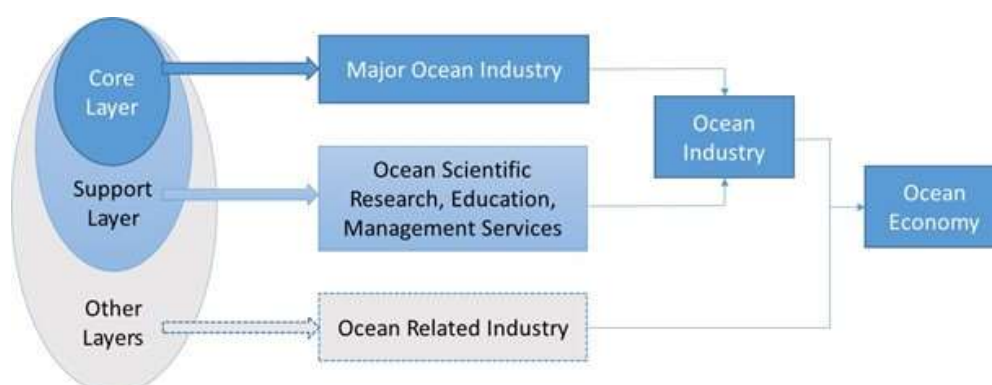 Core
Layer
Major Ocean Industry
Ocean
Industry
Support
Layer
Ocean Scientific
Research, Education,
Management Services
Ocean
Economy
Other
Layers
Ocean Related Industry